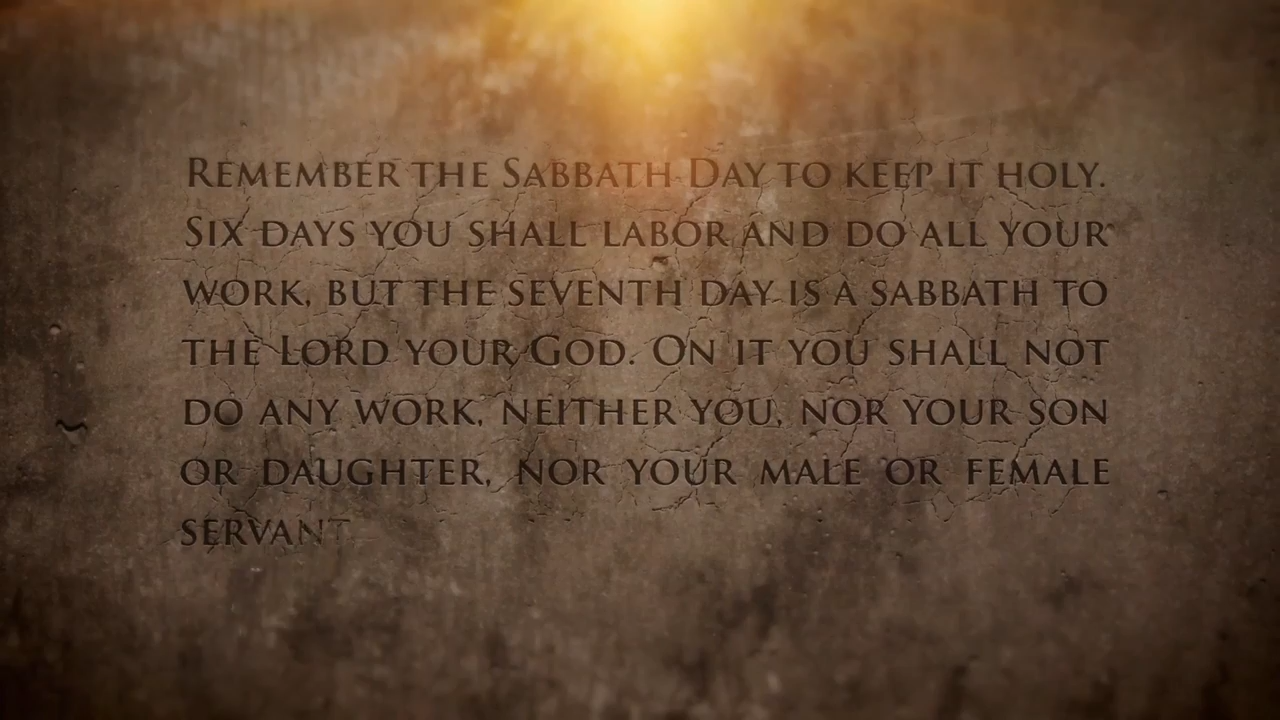 Remember the Sabbath Day to keep it holy.
Six days you shall labor and do all your
work, but the seventh day is a sabbath to
the Lord your God. On it you shall not
do any work, neither you, nor your son
or daughter, nor your male or female
servant